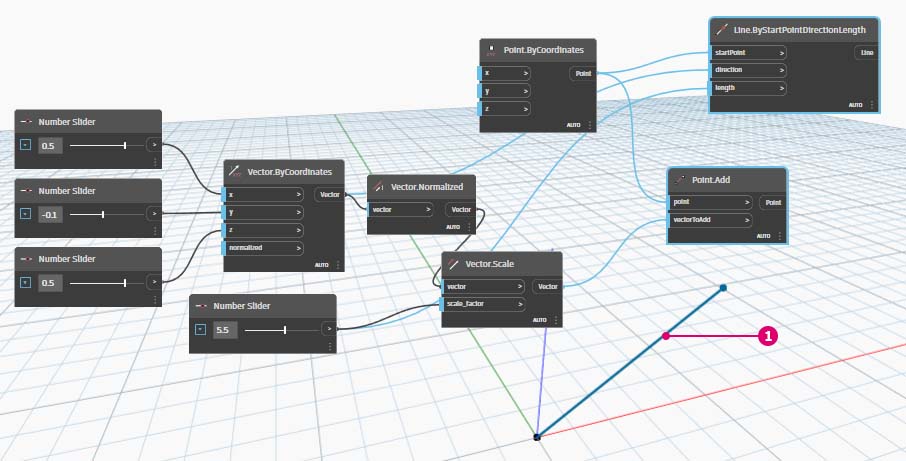 Line.ByStartPointDirectionLength
startPoint >
Line
direction >
length >
AUTO
Point.ByCoordinates
x >
Point
y >
z >
AUTO
Number Slider
0.5 >
Number Slider
-0.1 >
Number Slider
0.5 >
Vector.ByCoordinates
x >
Vector
y >
z >
normalized >
AUTO
Vector.Normalized
vector >
Vector
AUTO
Point.Add
point >
Point
vectorToAdd >
AUTO
Vector.Scale
vector >
Vector
scale_factor >
AUTO
Number Slider
5.5 >
1